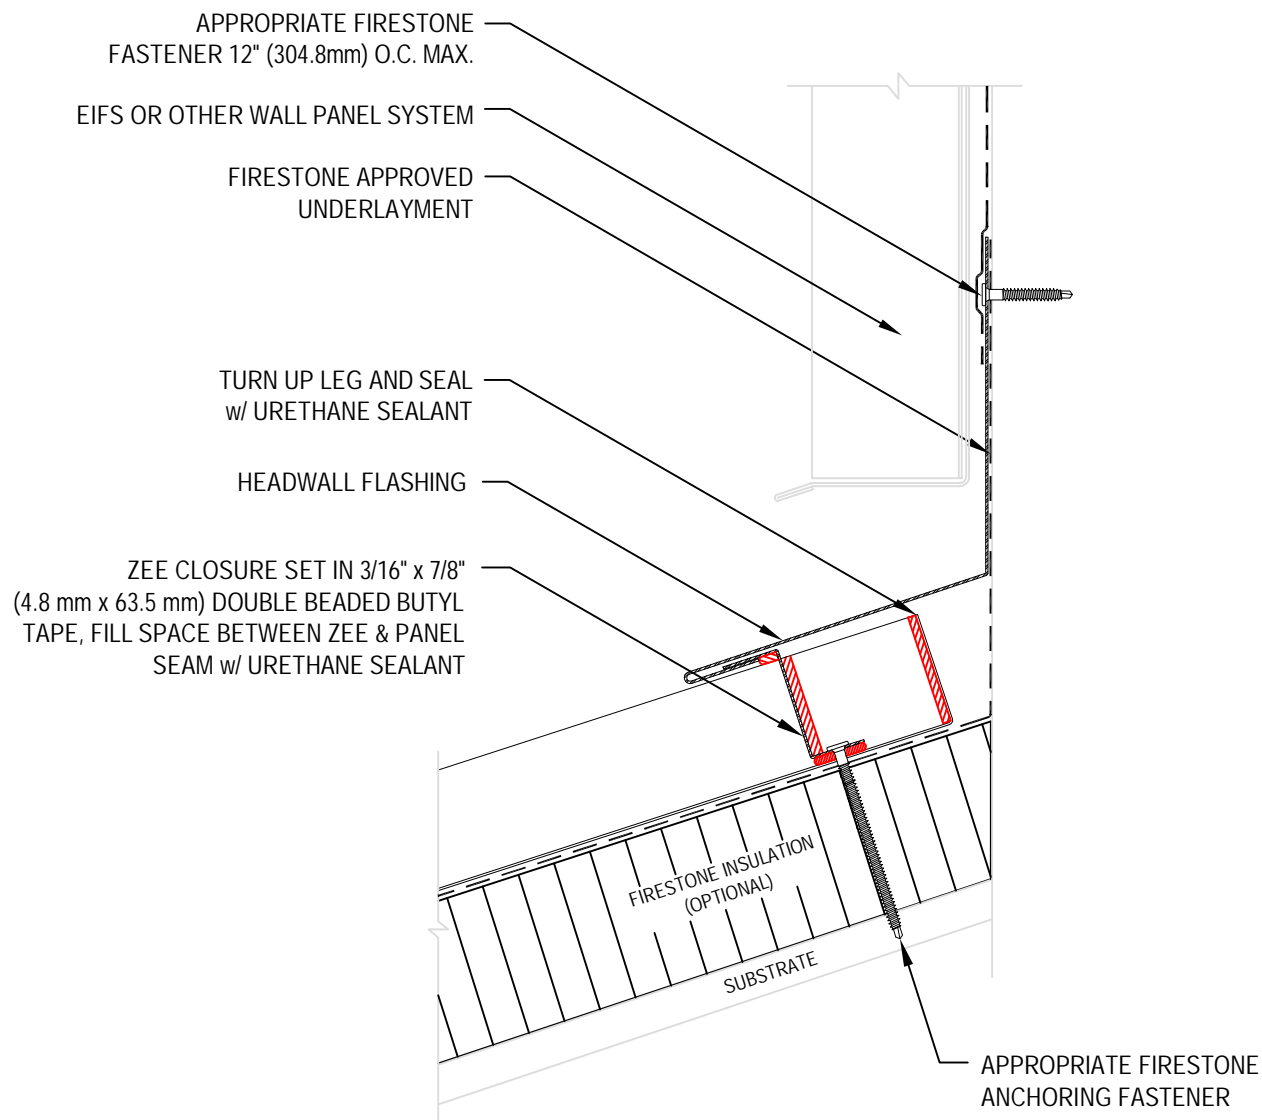 APPROPRIATE FIRESTONE
FASTENER 12" (304.8mm) O.C. MAX.
EIFS OR OTHER WALL PANEL SYSTEM
FIRESTONE APPROVED
UNDERLAYMENT
TURN UP LEG AND SEAL
w/ URETHANE SEALANT
HEADWALL FLASHING
ZEE CLOSURE SET IN 3/16" x 7/8"
(4.8 mm x 63.5 mm) DOUBLE BEADED BUTYL
TAPE, FILL SPACE BETWEEN ZEE & PANEL
SEAM w/ URETHANE SEALANT
FIRESTONE INSULATION
(OPTIONAL)
SUBSTRATE
APPROPRIATE FIRESTONE
ANCHORING FASTENER